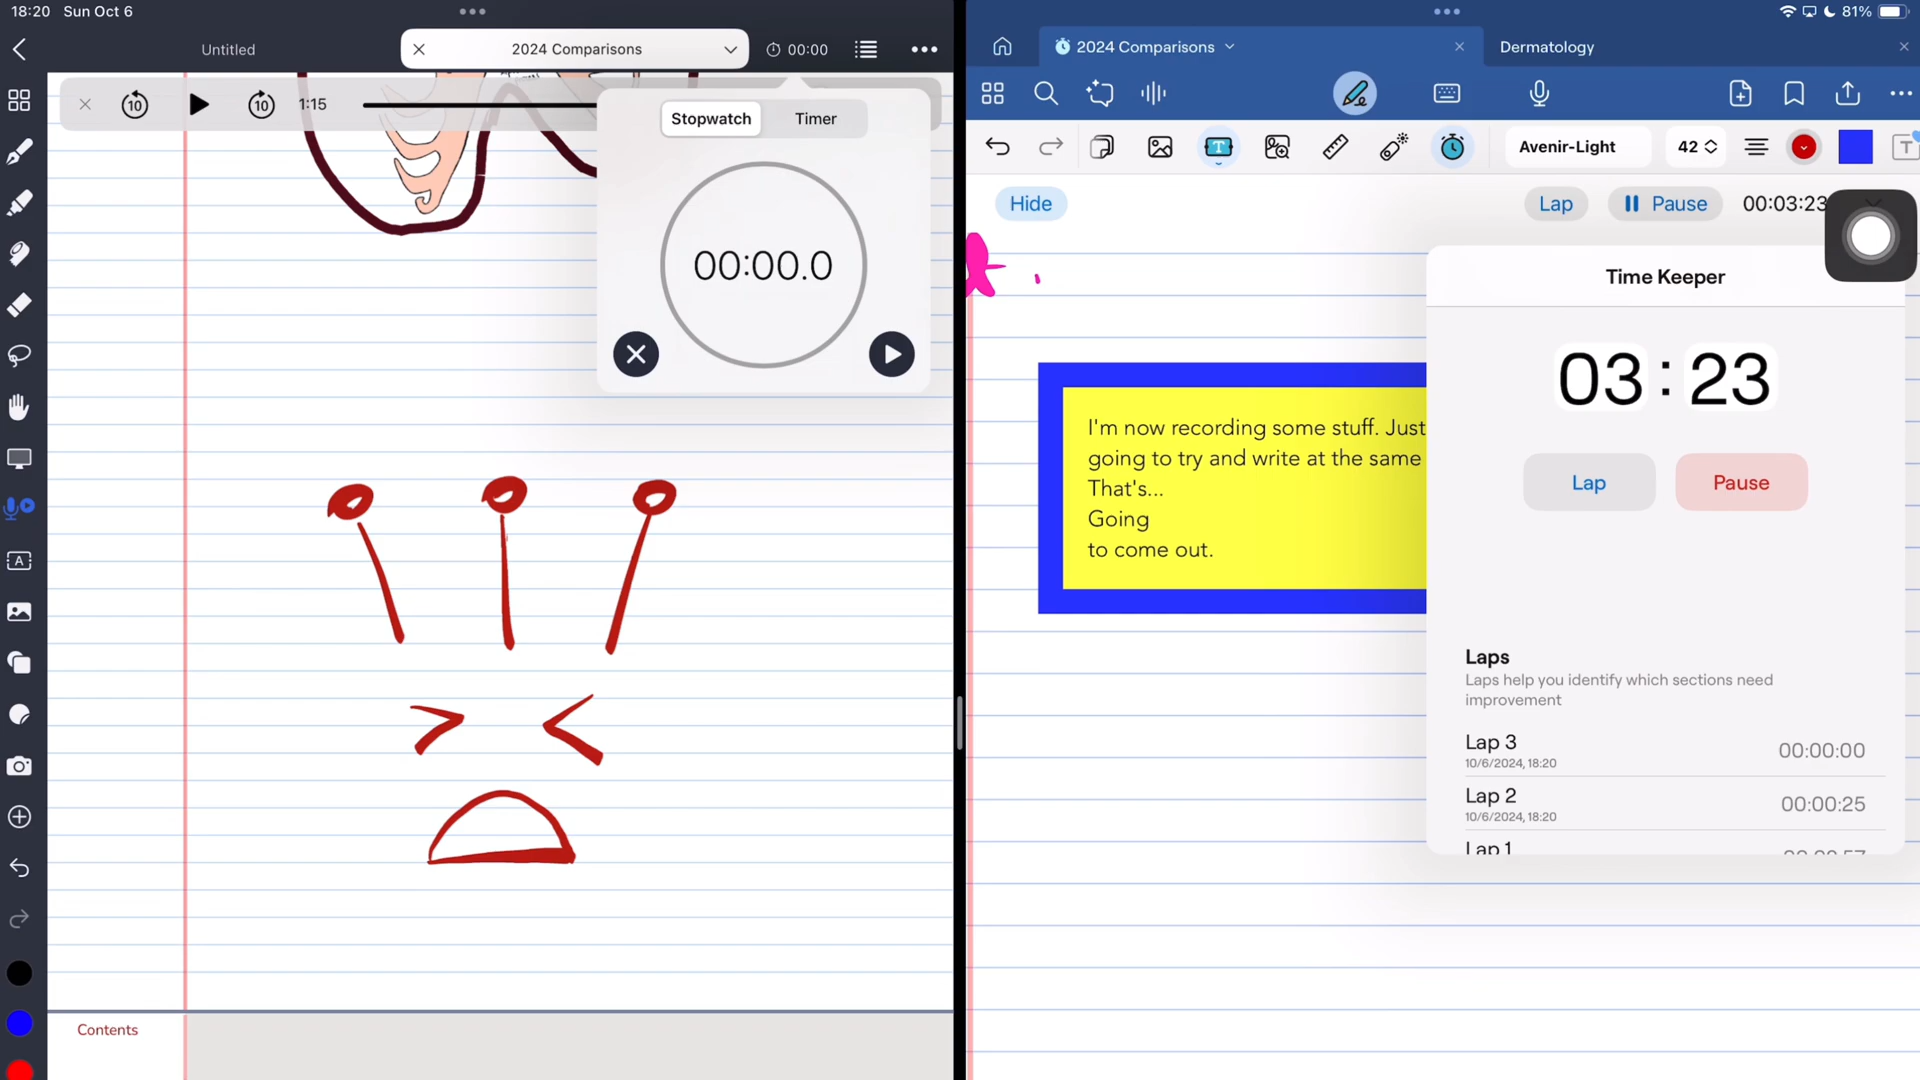 18:20 Sun Oct 6
Untitled
2024 Comparisons
00:00
10
10
1:15
Stopwatch
Timer
00:00.0
A
Contents
81%
2024 Comparisons
Dermatology
T
Avenir-Light
42
T
Hide
Lap
Pause
00:03:23
Time Keeper
03:23
Lap
Pause
I'm now recording some stuff. Just
going to try and write at the same
That's...
Going
to come out.
Laps
Laps help you identify which sections need
improvement
Lap 3
00:00:00
10/6/2024, 18:20
Lap 2
00:00:25
10/6/2024, 18:20
Lap 1